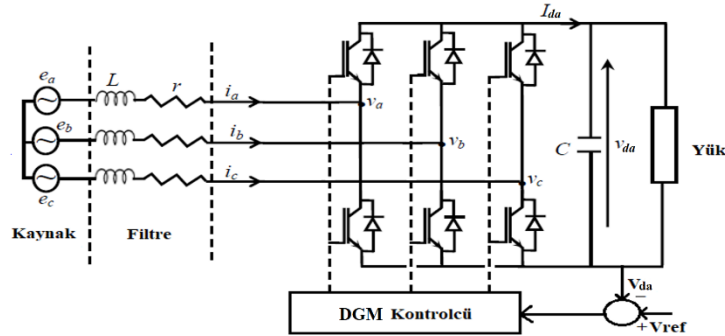 I_da
e_a
L
r
i_a
v_a
e_b
i_b
v_b
C
v_da
Yük
e_c
i_c
v_c
Kaynak
Filtre
V_da
−
DGM Kontrolcü
+ Vref